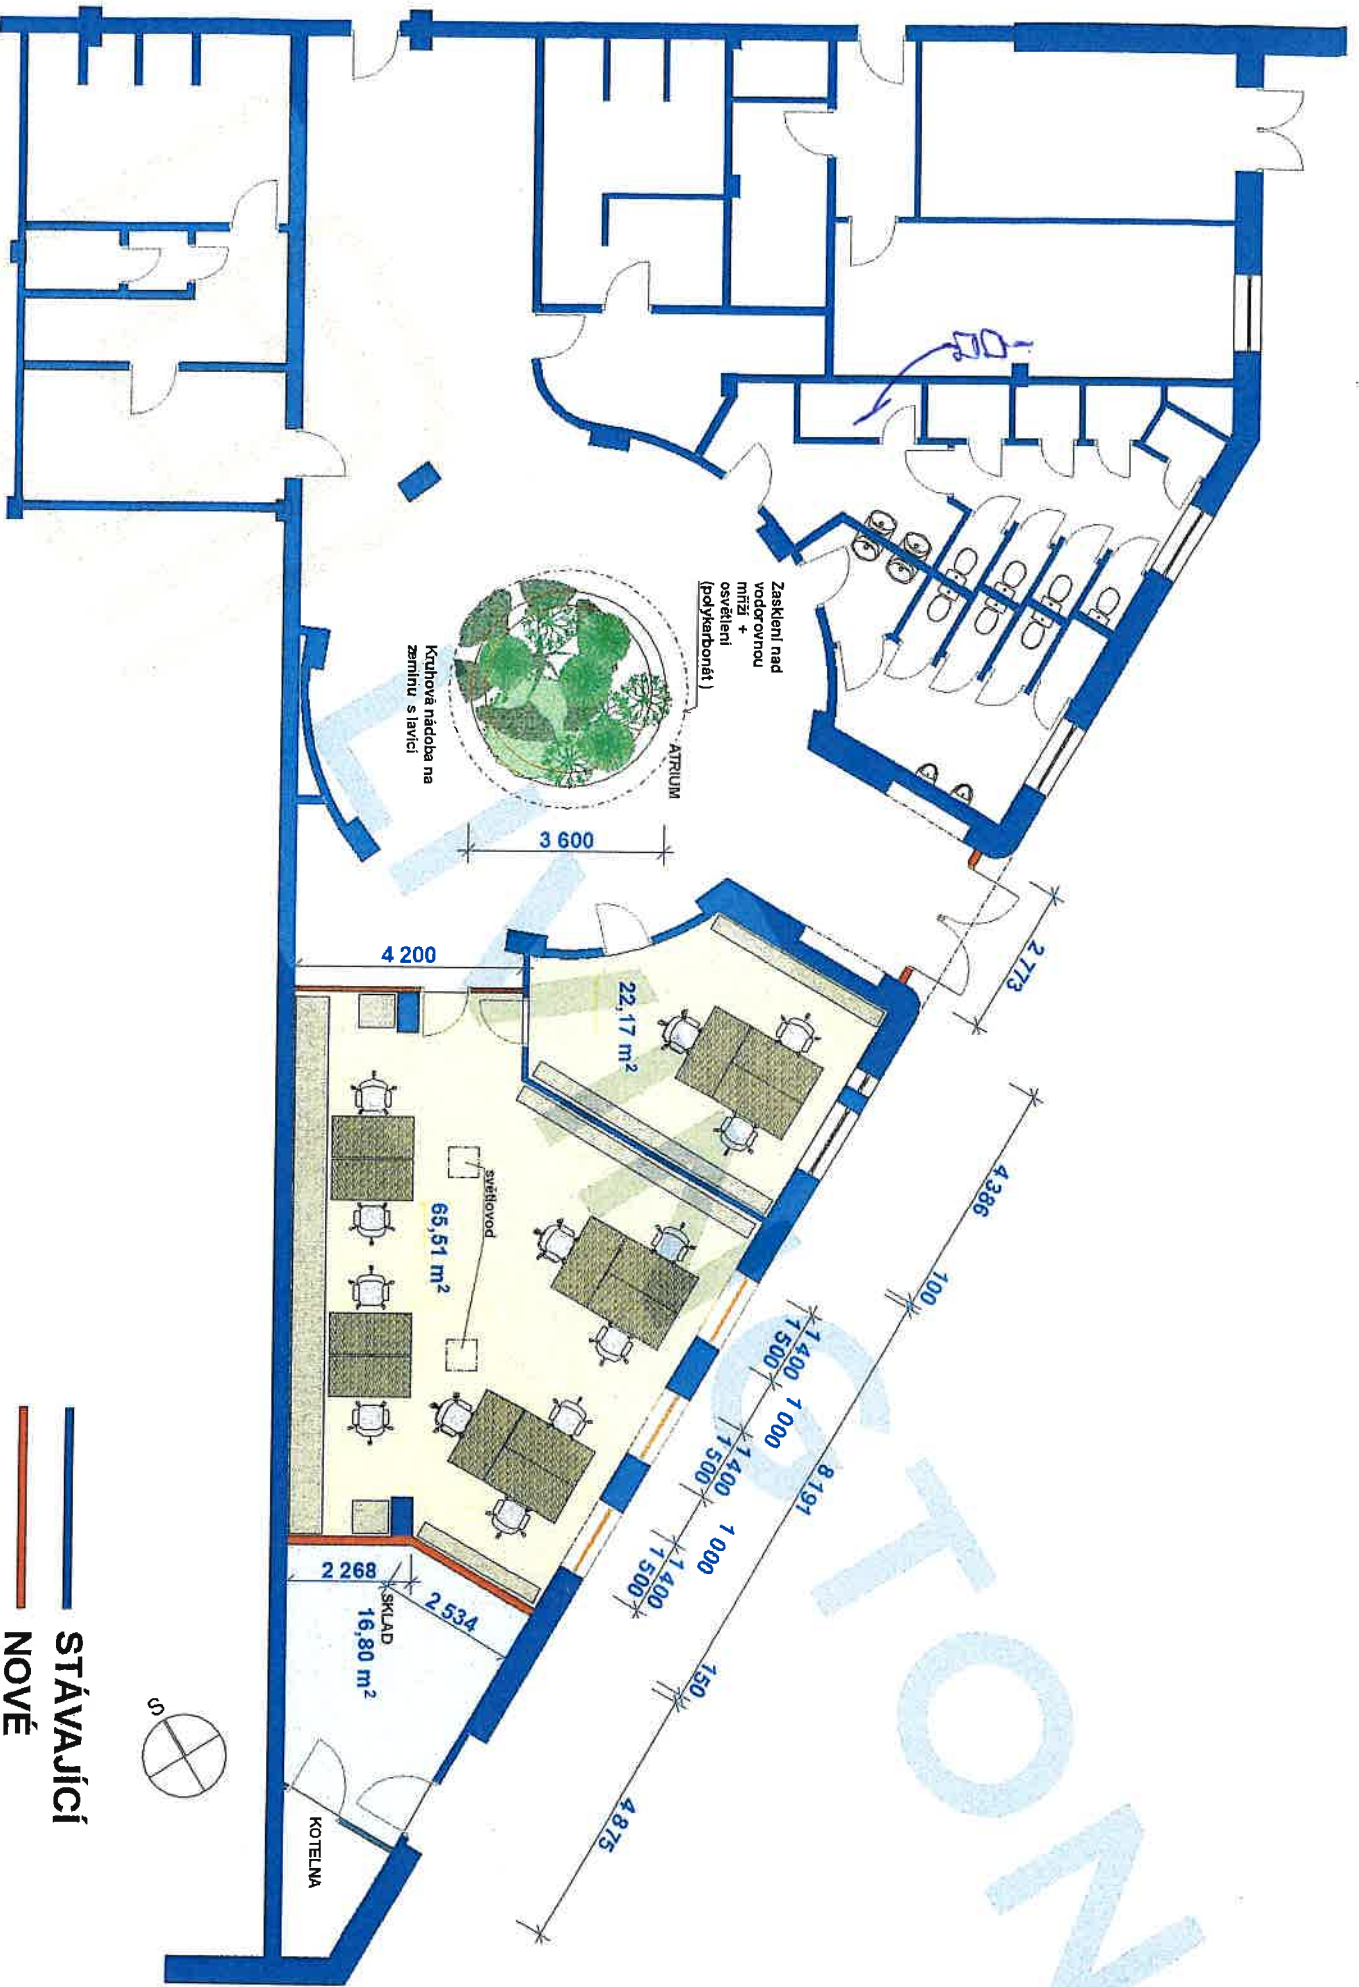 Zasklení nad
vodorovnou
mříží +
osvětlení
(polykarbonát )
ATRIUM
Kruhová nádoba na
zeminu s lavicí
3 600
2 773
4 200
22,17 m²
4 386
100
světlovod
65,51 m²
1 400
1 500
1 000
1 400
1 500
1 000
1 400
1 500
8 191
150
4 875
2 268
2 534
SKLAD
16,80 m²
KOTELNA
S
STÁVAJÍCÍ
NOVÉ